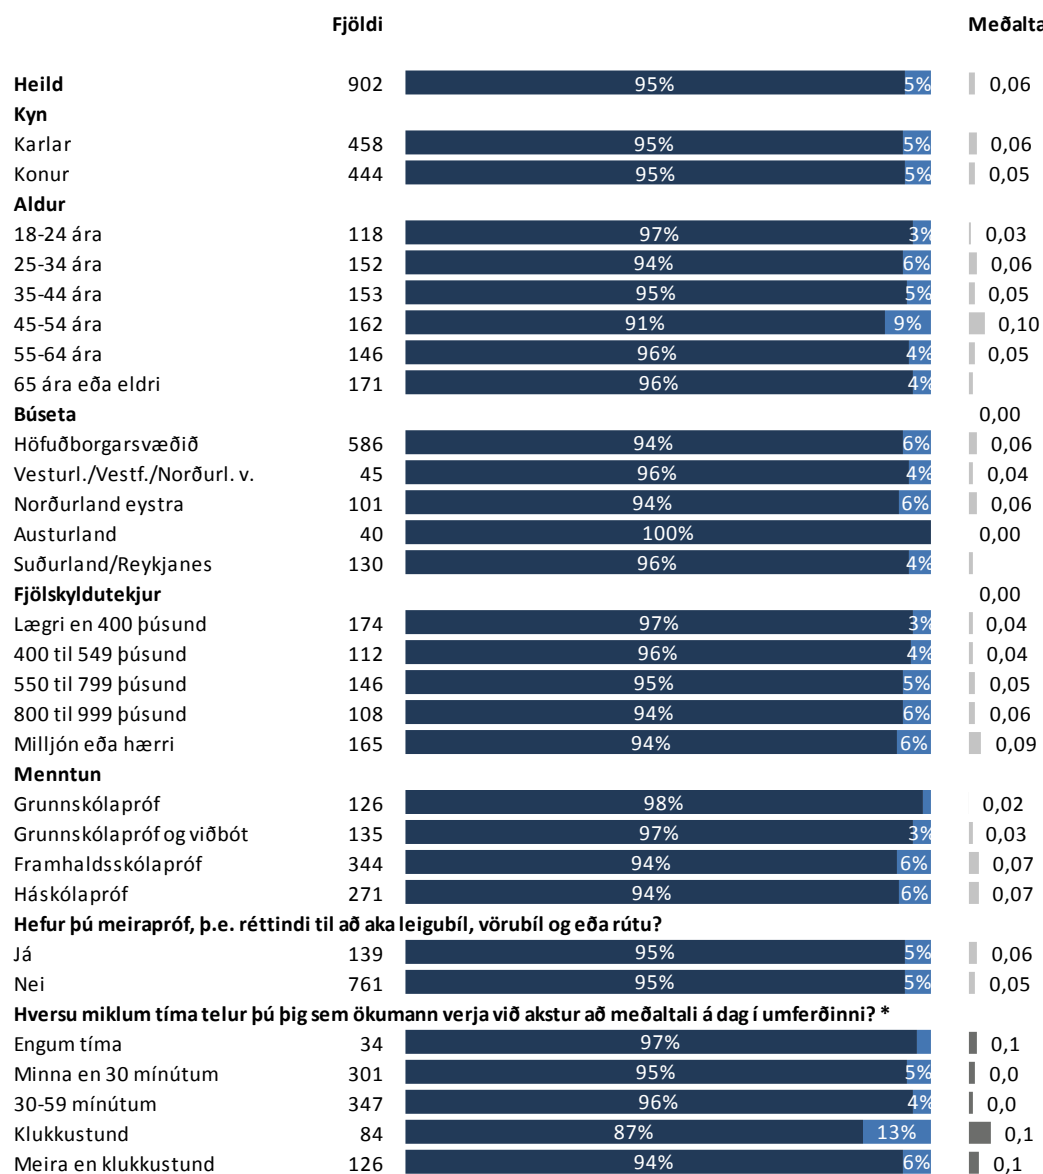 Fjöldi Meðalta
Heild 902 95% 5% 0,06
Kyn
Karlar 458 95% 5% 0,06
Konur 444 95% 5% 0,05
Aldur
18-24 ára 118 97% 3% 0,03
25-34 ára 152 94% 6% 0,06
35-44 ára 153 95% 5% 0,05
45-54 ára 162 91% 9% 0,10
55-64 ára 146 96% 4% 0,05
65 ára eða eldri 171 96% 4%
Búseta 0,00
Höfuðborgarsvæðið 586 94% 6% 0,06
Vesturl./Vestf./Norðurl. v. 45 96% 4% 0,04
Norðurland eystra 101 94% 6% 0,06
Austurland 40 100% 0,00
Suðurland/Reykjanes 130 96% 4%
Fjölskyldutekjur 0,00
Lægri en 400 þúsund 174 97% 3% 0,04
400 til 549 þúsund 112 96% 4% 0,04
550 til 799 þúsund 146 95% 5% 0,05
800 til 999 þúsund 108 94% 6% 0,06
Milljón eða hærri 165 94% 6% 0,09
Menntun
Grunnskólapróf 126 98% 0,02
Grunnskólapróf og viðbót 135 97% 3% 0,03
Framhaldsskólapróf 344 94% 6% 0,07
Háskólapróf 271 94% 6% 0,07
Hefur þú meirapróf, þ.e. réttindi til að aka leigubíl, vörubíl og eða rútu?
Já 139 95% 5% 0,06
Nei 761 95% 5% 0,05
Hversu miklum tíma telur þú þig sem ökumann verja við akstur að meðaltali á dag í umferðinni? *
Engum tíma 34 97% 0,1
Minna en 30 mínútum 301 95% 5% 0,0
30-59 mínútum 347 96% 4% 0,0
Klukkustund 84 87% 13% 0,1
Meira en klukkustund 126 94% 6% 0,1